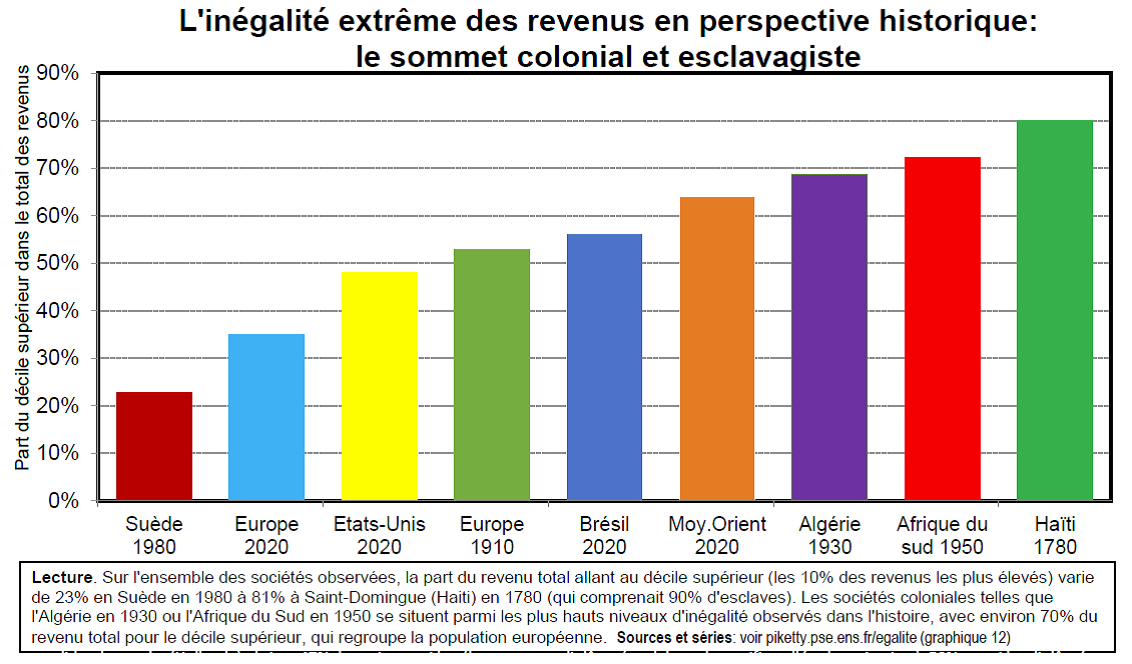 L'inégalité extrême des revenus en perspective historique:
le sommet colonial et esclavagiste
Part du décile supérieur dans le total des revenus
90%
80%
70%
60%
50%
40%
30%
20%
10%
0%
Suède
1980
Europe
2020
Etats-Unis
2020
Europe
1910
Brésil
2020
Moy.Orient
2020
Algérie
1930
Afrique du
sud 1950
Haïti
1780
Lecture. Sur l'ensemble des sociétés observées, la part du revenu total allant au décile supérieur (les 10% des revenus les plus élevés) varie
de 23% en Suède en 1980 à 81% à Saint-Domingue (Haiti) en 1780 (qui comprenait 90% d'esclaves). Les sociétés coloniales telles que
l'Algérie en 1930 ou l'Afrique du Sud en 1950 se situent parmi les plus hauts niveaux d'inégalité observés dans l'histoire, avec environ 70% du
revenu total pour le décile supérieur, qui regroupe la population européenne. Sources et séries: voir piketty.pse.ens.fr/egalite (graphique 12)